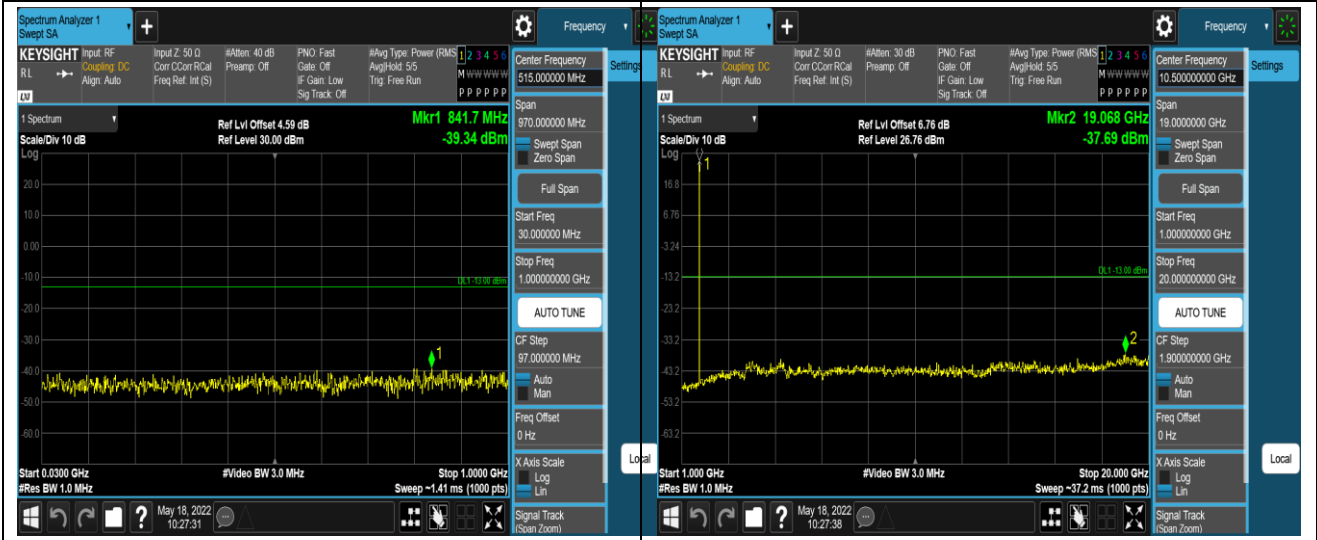 Spectrum Analyzer 1
Swept SA
+
Frequency
KEYSIGHT
RL
Input: RF
Coupling: DC
Align: Auto
Input Z: 50 Ω
Corr CCorr RCal
Freq Ref: Int (S)
#Atten: 40 dB
Preamp: Off
PNO: Fast
Gate: Off
IF Gain: Low
Sig Track: Off
#Avg Type: Power (RMS
Avg|Hold: 5/5
Trig: Free Run
1 2 3 4 5 6
M W W W W W
P P P P P P
LXI
1 Spectrum
Scale/Div 10 dB
Log
Ref Lvl Offset 4.59 dB
Ref Level 30.00 dBm
Mkr1 841.7 MHz
-39.34 dBm
20.0
10.0
0.00
-10.0
DL1 -13.00 dBm
-20.0
-30.0
1
-40.0
-50.0
-60.0
Start 0.0300 GHz
#Res BW 1.0 MHz
#Video BW 3.0 MHz
Stop 1.0000 GHz
Sweep ~1.41 ms (1000 pts)
Center Frequency
515.000000 MHz
Span
970.000000 MHz
Swept Span
Zero Span
Full Span
Start Freq
30.000000 MHz
Stop Freq
1.000000000 GHz
AUTO TUNE
CF Step
97.000000 MHz
Auto
Man
Freq Offset
0 Hz
X Axis Scale
Log
Lin
Signal Track
(Span Zoom)
Settings
Local
?
May 18, 2022
10:27:31
Spectrum Analyzer 1
Swept SA
+
Frequency
KEYSIGHT
RL
Input: RF
Coupling: DC
Align: Auto
Input Z: 50 Ω
Corr CCorr RCal
Freq Ref: Int (S)
#Atten: 30 dB
Preamp: Off
PNO: Fast
Gate: Off
IF Gain: Low
Sig Track: Off
#Avg Type: Power (RMS
Avg|Hold: 5/5
Trig: Free Run
1 2 3 4 5 6
M W W W W W
P P P P P P
LXI
1 Spectrum
Scale/Div 10 dB
Log
Ref Lvl Offset 6.76 dB
Ref Level 26.76 dBm
Mkr2 19.068 GHz
-37.69 dBm
1
16.8
6.76
-3.24
-13.2
DL1 -13.00 dBm
-23.2
-33.2
2
-43.2
-53.2
-63.2
Start 1.000 GHz
#Res BW 1.0 MHz
#Video BW 3.0 MHz
Stop 20.000 GHz
Sweep ~37.2 ms (1000 pts)
Center Frequency
10.500000000 GHz
Span
19.0000000 GHz
Swept Span
Zero Span
Full Span
Start Freq
1.000000000 GHz
Stop Freq
20.000000000 GHz
AUTO TUNE
CF Step
1.900000000 GHz
Auto
Man
Freq Offset
0 Hz
X Axis Scale
Log
Lin
Signal Track
(Span Zoom)
Settings
Local
?
May 18, 2022
10:27:38